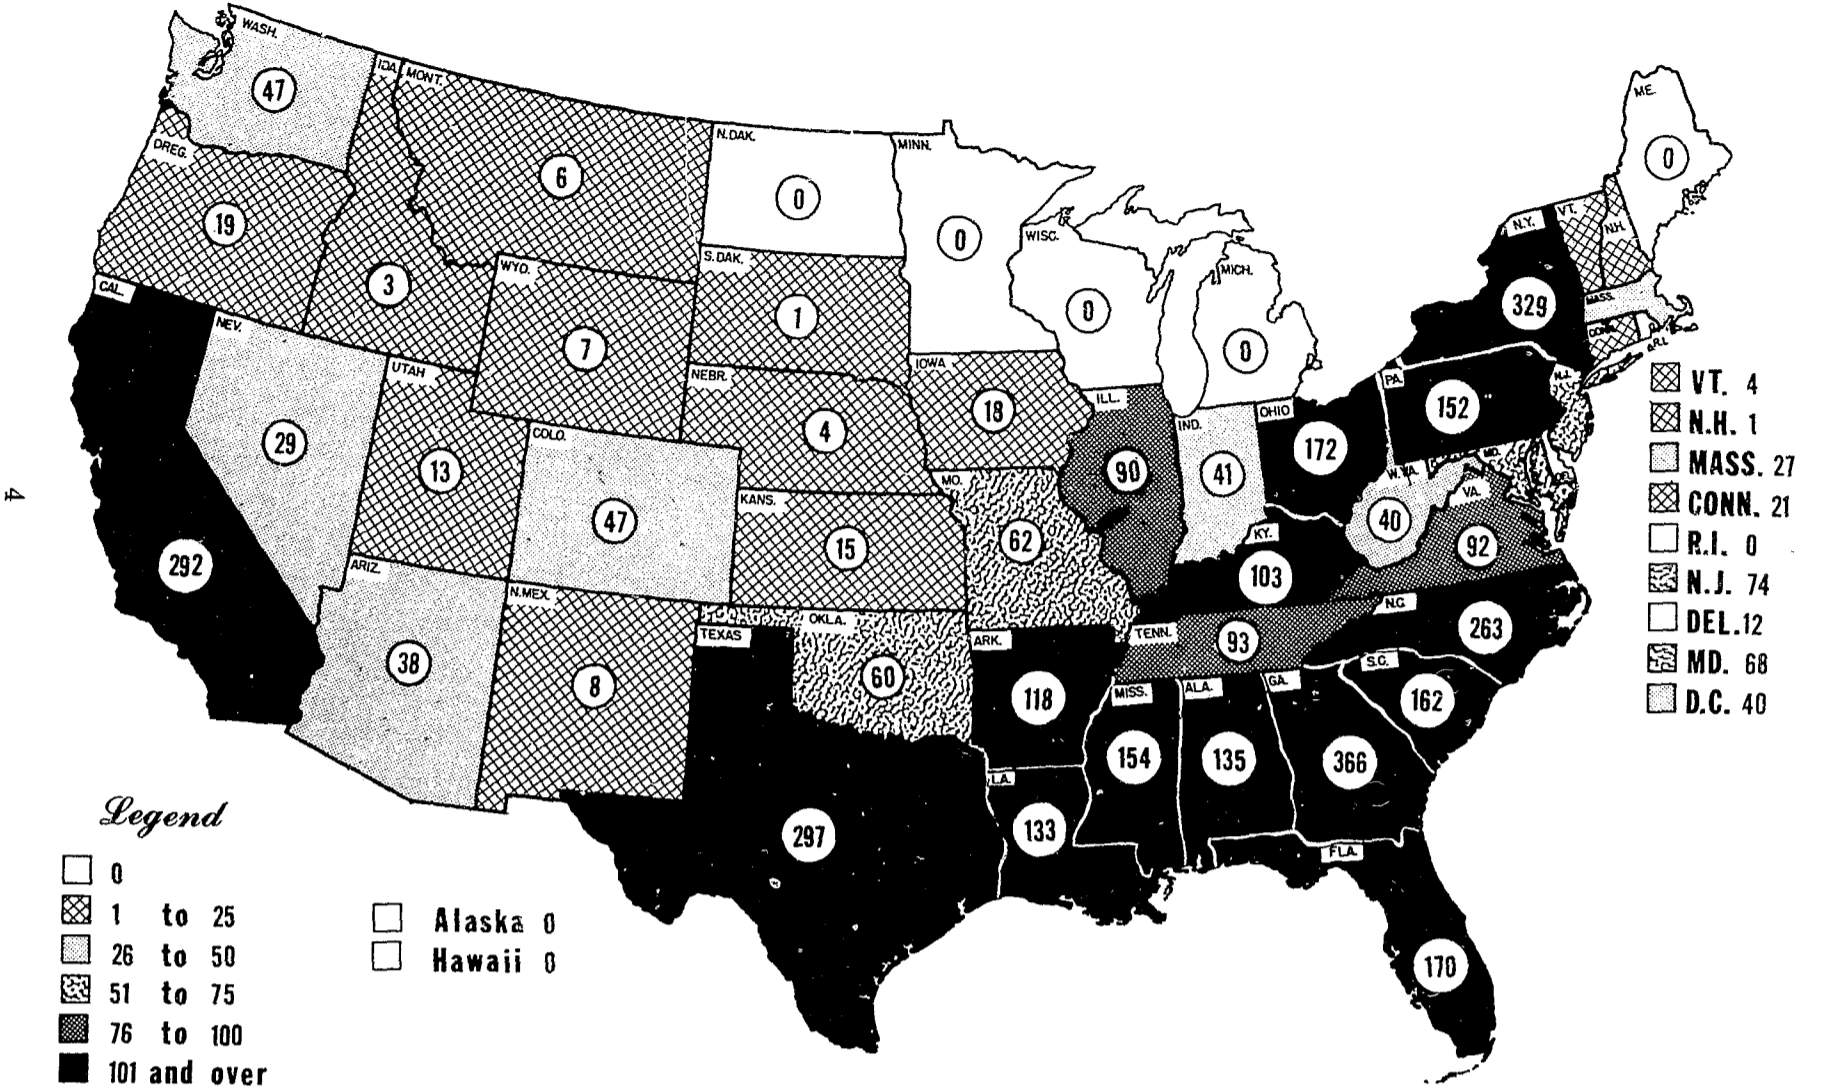 WASH.
47
IDA.
MONT.
6
OREG.
19
3
N.DAK.
0
MINN.
0
WISC.
0
MICH.
0
ME.
0
N.Y.
329
VT.
N.H.
MASS.
CONN.
R.I.
CAL.
292
NEV.
29
UTAH
13
WYO.
7
S.DAK.
1
NEBR.
4
IOWA
18
ILL.
90
IND.
41
OHIO
172
PA.
152
N.J.
W.VA.
40
MD.
VA.
92
COLO.
47
KANS.
15
MO.
62
KY.
103
ARIZ.
38
N.MEX.
8
TEXAS
297
OKLA.
60
ARK.
118
TENN.
93
N.C.
263
S.C.
162
MISS.
154
ALA.
135
GA.
366
LA.
133
FLA.
170
VT. 4
N.H. 1
MASS. 27
CONN. 21
R.I. 0
N.J. 74
DEL. 12
MD. 68
D.C. 40
4
Legend
0
1 to 25
26 to 50
51 to 75
76 to 100
101 and over
Alaska 0
Hawaii 0